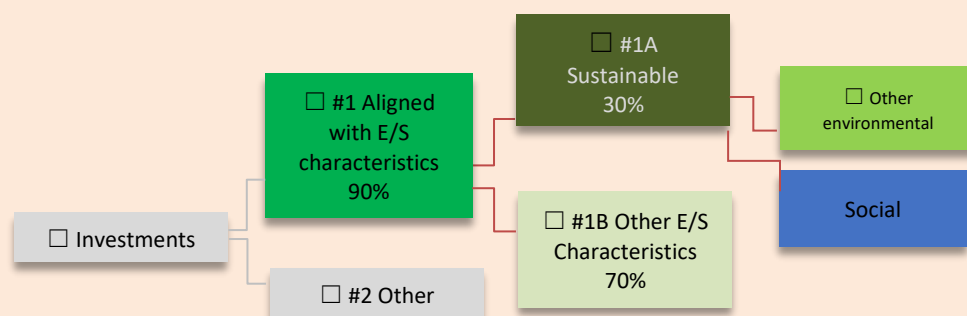 ☐ Investments
☐ #1 Aligned
with E/S
characteristics
90%
☐ #2 Other
☐ #1A
Sustainable
30%
☐ #1B Other E/S
Characteristics
70%
☐ Other
environmental
Social